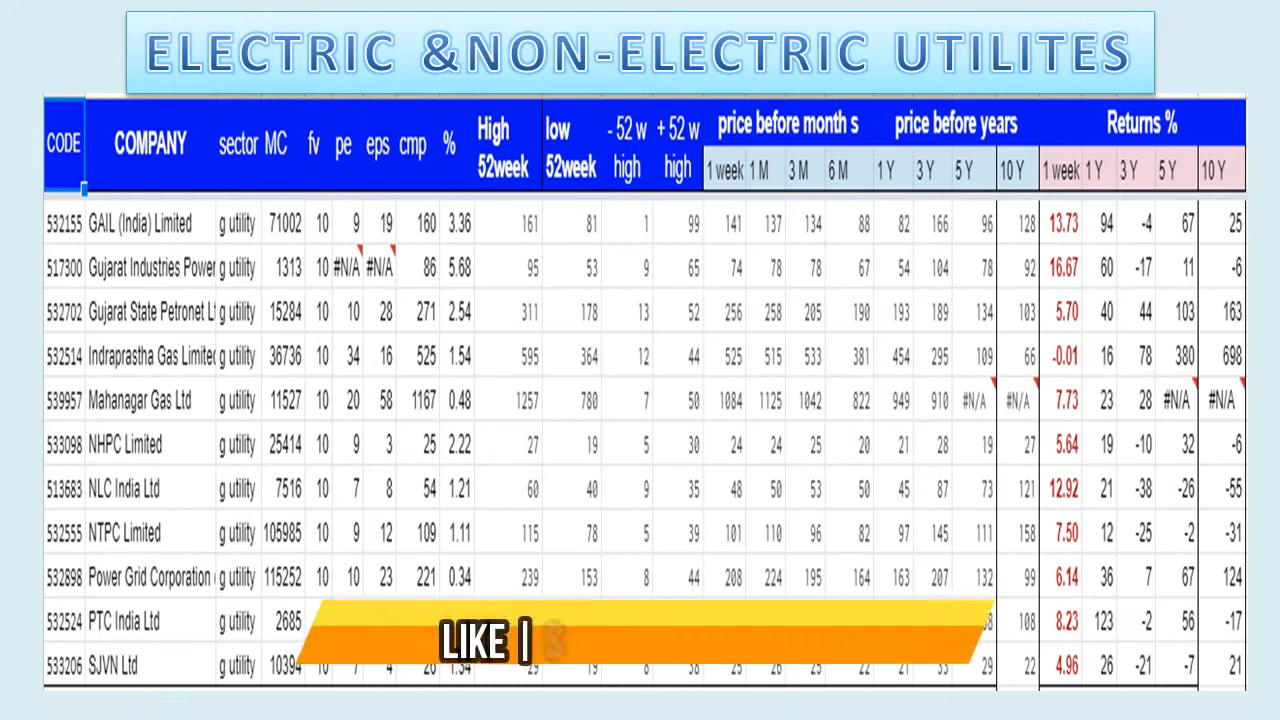 ELECTRIC &NON-ELECTRIC UTILITES
CODE COMPANY sector MC fv pe eps cmp % High 52week low 52week - 52 w high + 52 w high price before month s price before years Returns %
1 week 1 M 3 M 6 M 1 Y 3 Y 5 Y 10 Y 1 week 1 Y 3 Y 5 Y 10 Y
532155 GAIL (India) Limited g utility 71002 10 9 19 160 3.36 161 81 1 99 141 137 134 88 82 166 96 128 13.73 94 -4 67 25
517300 Gujarat Industries Power g utility 1313 10 #N/A #N/A 86 5.68 95 53 9 65 74 78 78 67 54 104 78 92 16.67 60 -17 11 -6
532702 Gujarat State Petronet Lt g utility 15284 10 10 28 271 2.54 311 178 13 52 256 258 205 190 193 189 134 103 5.70 40 44 103 163
532514 Indraprastha Gas Limited g utility 36736 10 34 16 525 1.54 595 364 12 44 525 515 533 381 454 295 109 66 -0.01 16 78 380 698
539957 Mahanagar Gas Ltd g utility 11527 10 20 58 1167 0.48 1257 780 7 50 1084 1125 1042 822 949 910 #N/A #N/A 7.73 23 28 #N/A #N/A
533098 NHPC Limited g utility 25414 10 9 3 25 2.22 27 19 5 30 24 24 25 20 21 28 19 27 5.64 19 -10 32 -6
513683 NLC India Ltd g utility 7516 10 7 8 54 1.21 60 40 9 35 48 50 53 50 45 87 73 121 12.92 21 -38 -26 -55
532555 NTPC Limited g utility 105985 10 9 12 109 1.11 115 78 5 39 101 110 96 82 97 145 111 158 7.50 12 -25 -2 -31
532898 Power Grid Corporation g utility 115252 10 10 23 221 0.34 239 153 8 44 208 224 195 164 163 207 132 99 6.14 36 7 67 124
532524 PTC India Ltd g utility 2685 108 8.23 123 -2 56 -17
533206 SJVN Ltd g utility 10394 29 22 4.96 26 -21 -7 21
LIKE | S